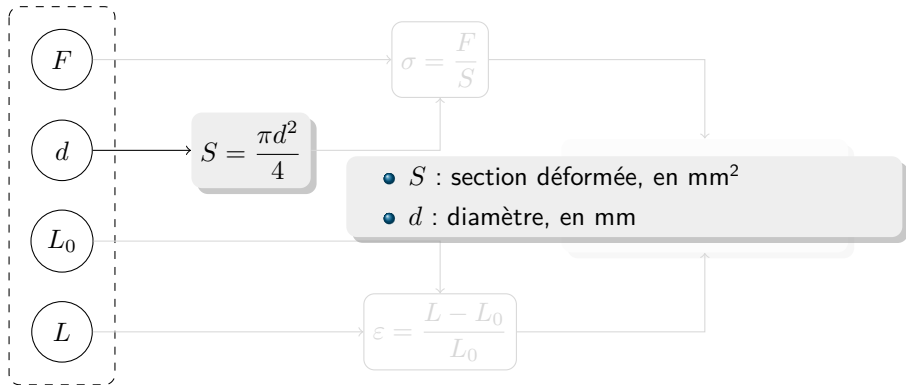 F
σ = F/S
d
S = πd²/4
S : section déformée, en mm²
d : diamètre, en mm
L₀
L
ε = (L − L₀)/L₀